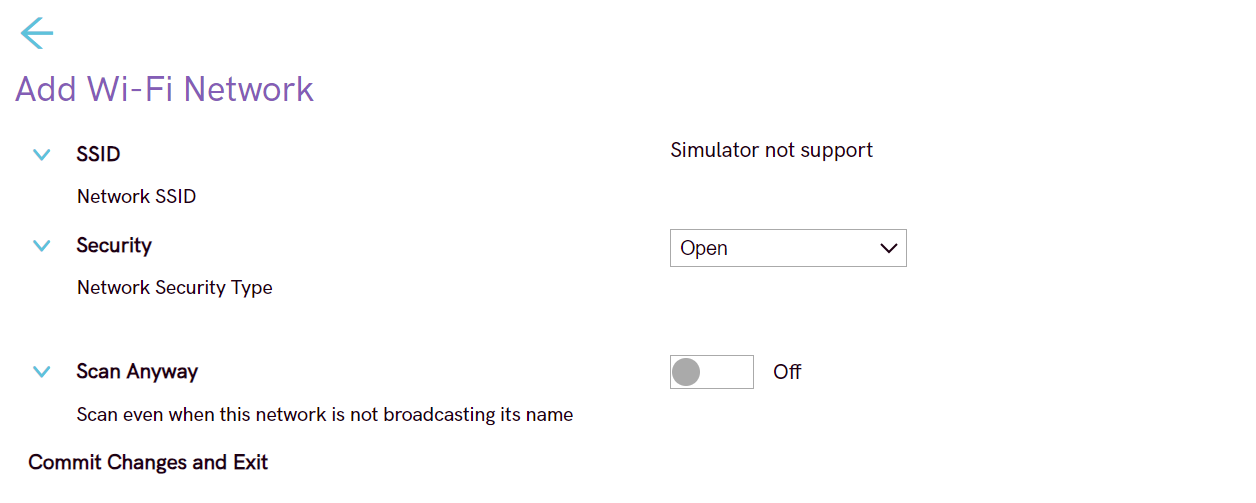 Add Wi-Fi Network
SSID
Simulator not support
Network SSID
Security
Open
Network Security Type
Scan Anyway
Off
Scan even when this network is not broadcasting its name
Commit Changes and Exit